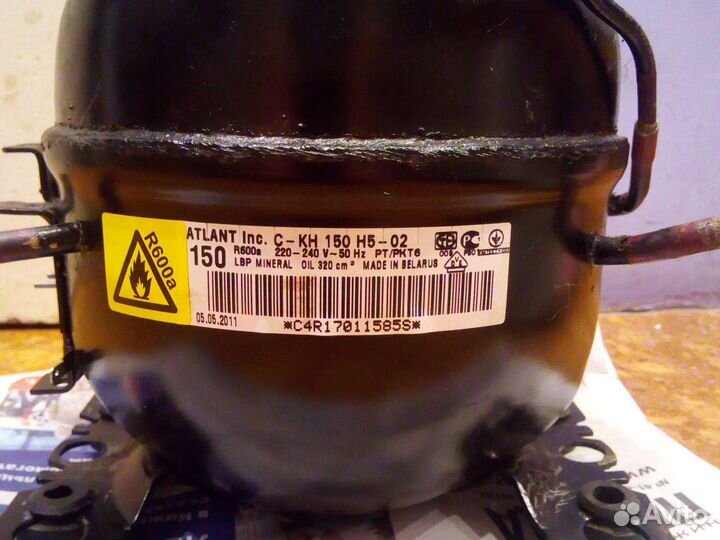 R600a
ATLANT Inc. C-KH 150 H5-02
150 R600a 220-240 V~50 Hz PT/PKT6
LBP MINERAL OIL 320 cm³ MADE IN BELARUS
05.05.2011
*C4R17011585S*
Avito